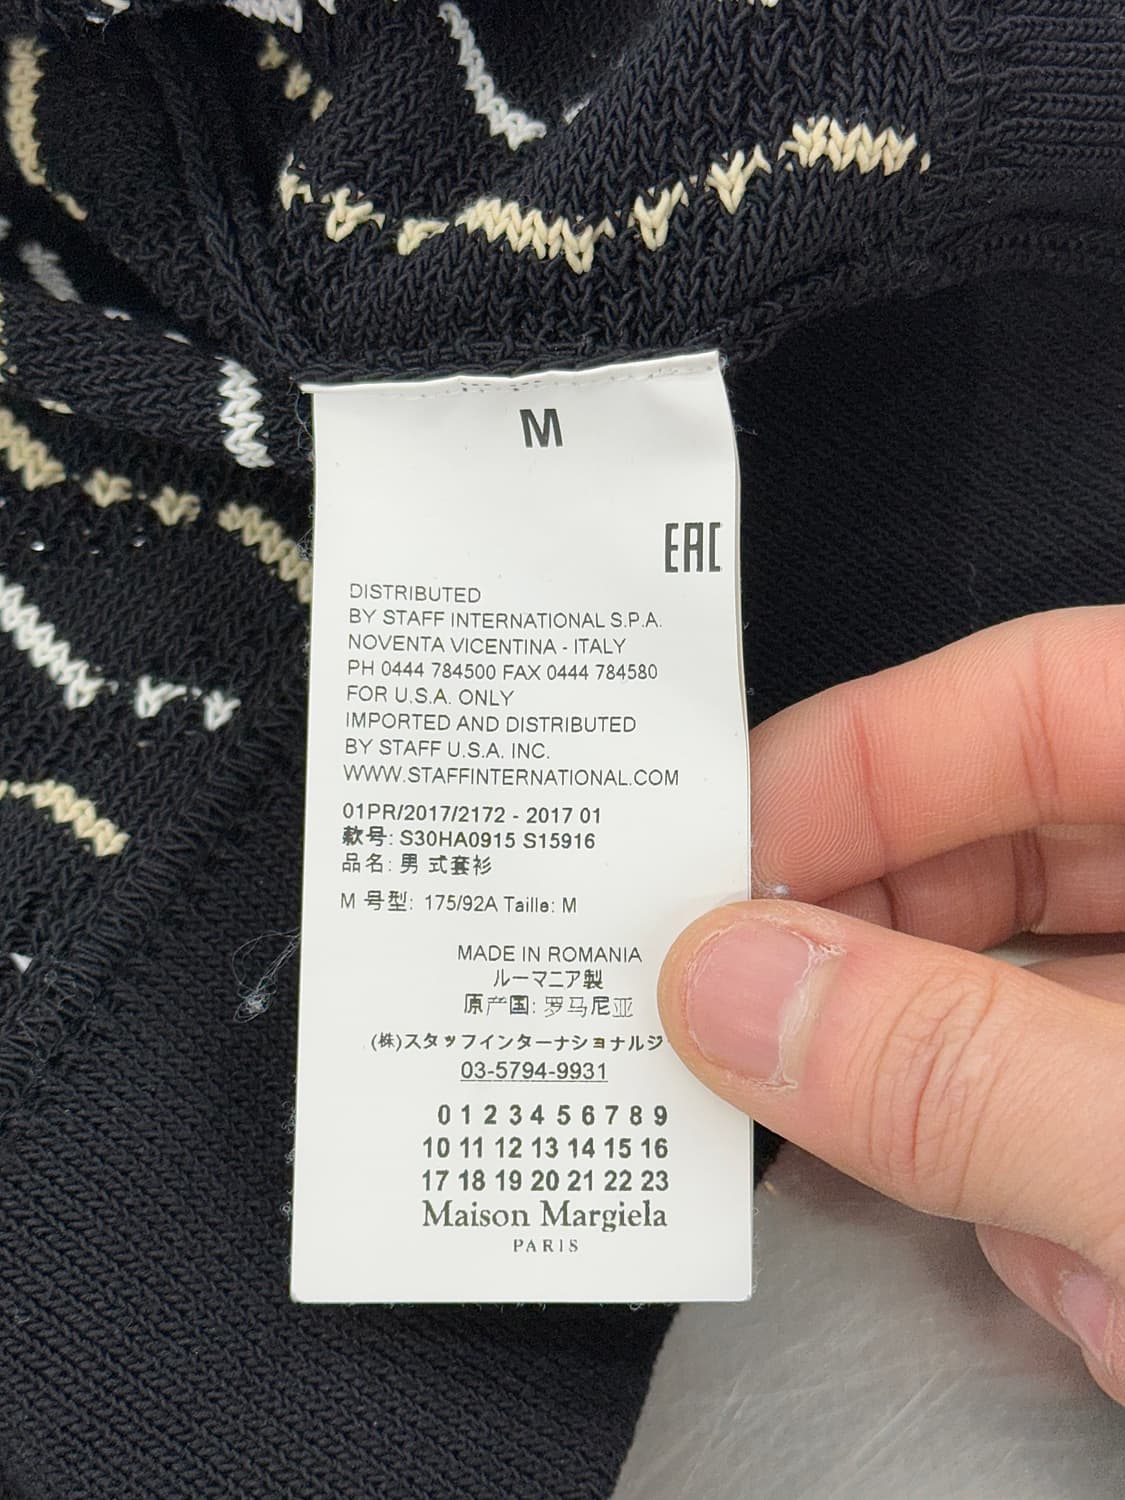 M
EAC
DISTRIBUTED
BY STAFF INTERNATIONAL S.P.A.
NOVENTA VICENTINA - ITALY
PH 0444 784500 FAX 0444 784580
FOR U.S.A. ONLY
IMPORTED AND DISTRIBUTED
BY STAFF U.S.A. INC.
WWW.STAFFINTERNATIONAL.COM
01PR/2017/2172 - 2017 01
款号: S30HA0915 S15916
品名: 男 式套衫
M 号型: 175/92A Taille: M
MADE IN ROMANIA
ルーマニア製
原产国: 罗马尼亚
(株)スタッフインターナショナルジ
03-5794-9931
0 1 2 3 4 5 6 7 8 9
10 11 12 13 14 15 16
17 18 19 20 21 22 23
Maison Margiela
PARIS